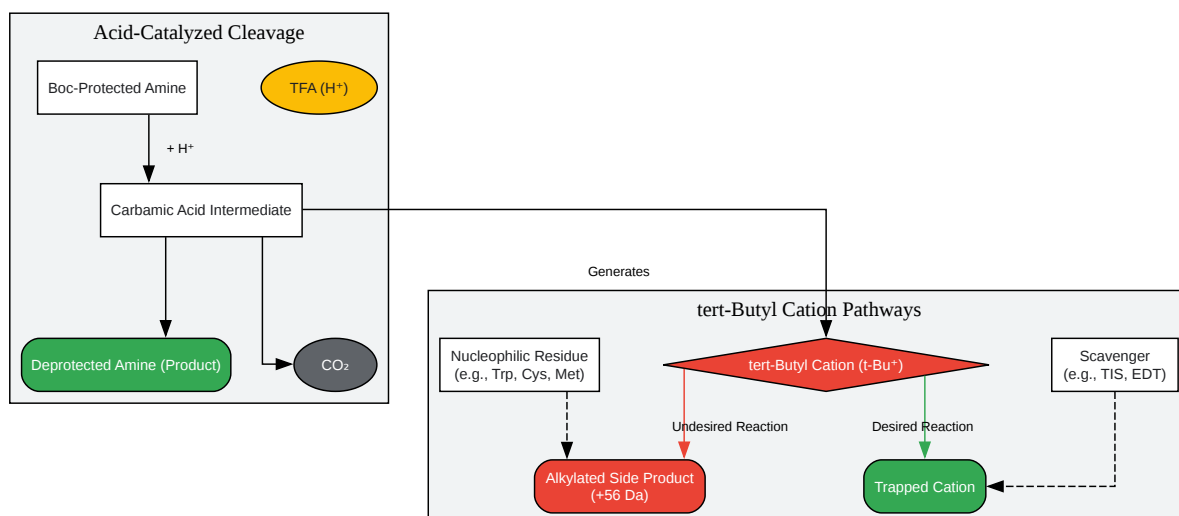 Acid-Catalyzed Cleavage
Boc-Protected Amine
TFA (H⁺)
+ H⁺
Carbamic Acid Intermediate
Generates
Deprotected Amine (Product)
CO₂
tert-Butyl Cation Pathways
Nucleophilic Residue
(e.g., Trp, Cys, Met)
tert-Butyl Cation (t-Bu⁺)
Scavenger
(e.g., TIS, EDT)
Undesired Reaction
Desired Reaction
Alkylated Side Product
(+56 Da)
Trapped Cation